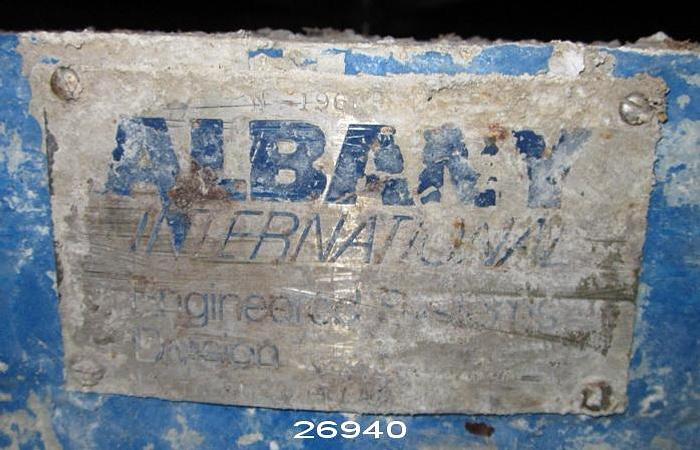 ALBANY
INTERNATIONAL
Engineered Systems
Division
26940